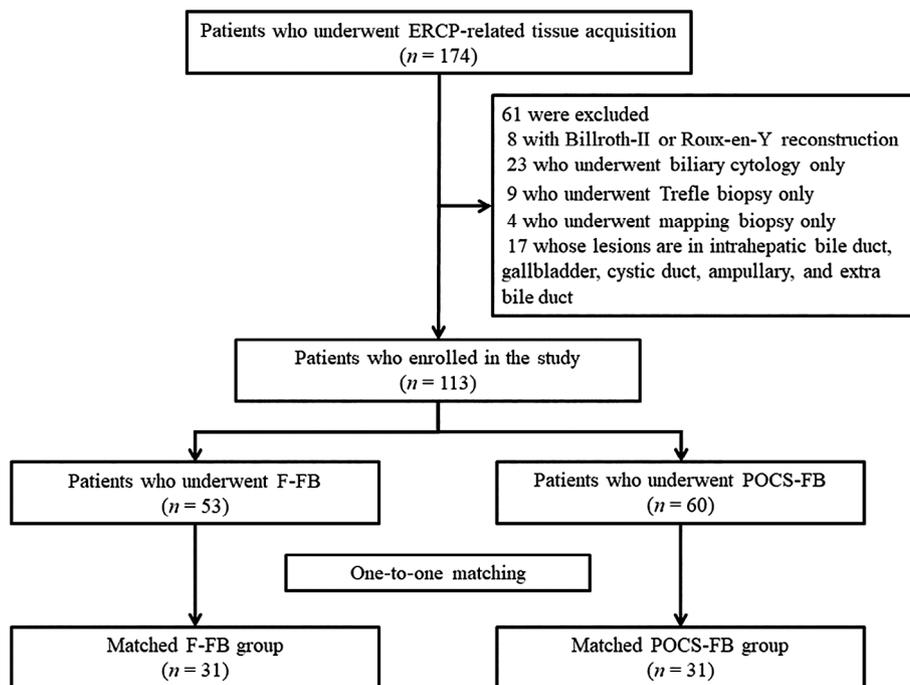 Patients who underwent ERCP-related tissue acquisition
(n = 174)
61 were excluded
8 with Billroth-II or Roux-en-Y reconstruction
23 who underwent biliary cytology only
9 who underwent Trefle biopsy only
4 who underwent mapping biopsy only
17 whose lesions are in intrahepatic bile duct,
gallbladder, cystic duct, ampullary, and extra
bile duct
Patients who enrolled in the study
(n = 113)
Patients who underwent F-FB
(n = 53)
Patients who underwent POCS-FB
(n = 60)
One-to-one matching
Matched F-FB group
(n = 31)
Matched POCS-FB group
(n = 31)